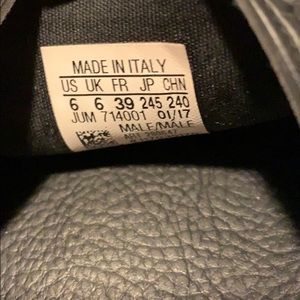 MADE IN ITALY
US UK FR JP CHN
6 6 39 245 240
JUM 714001 01/17
MALE/MALE
ART